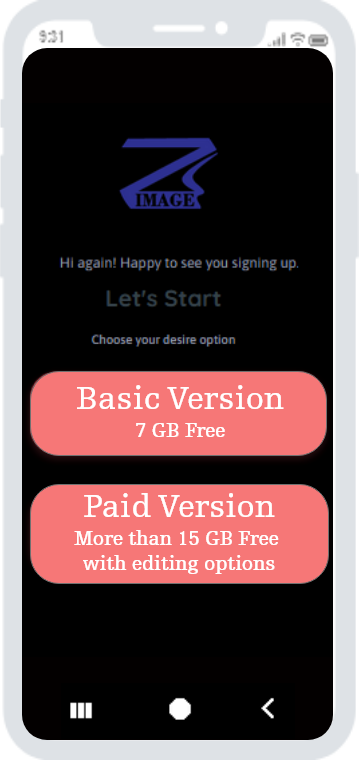 9:31
IMAGE
Hi again! Happy to see you signing up.
Let's Start
Choose your desire option
Basic Version
7 GB Free
Paid Version
More than 15 GB Free
with editing options